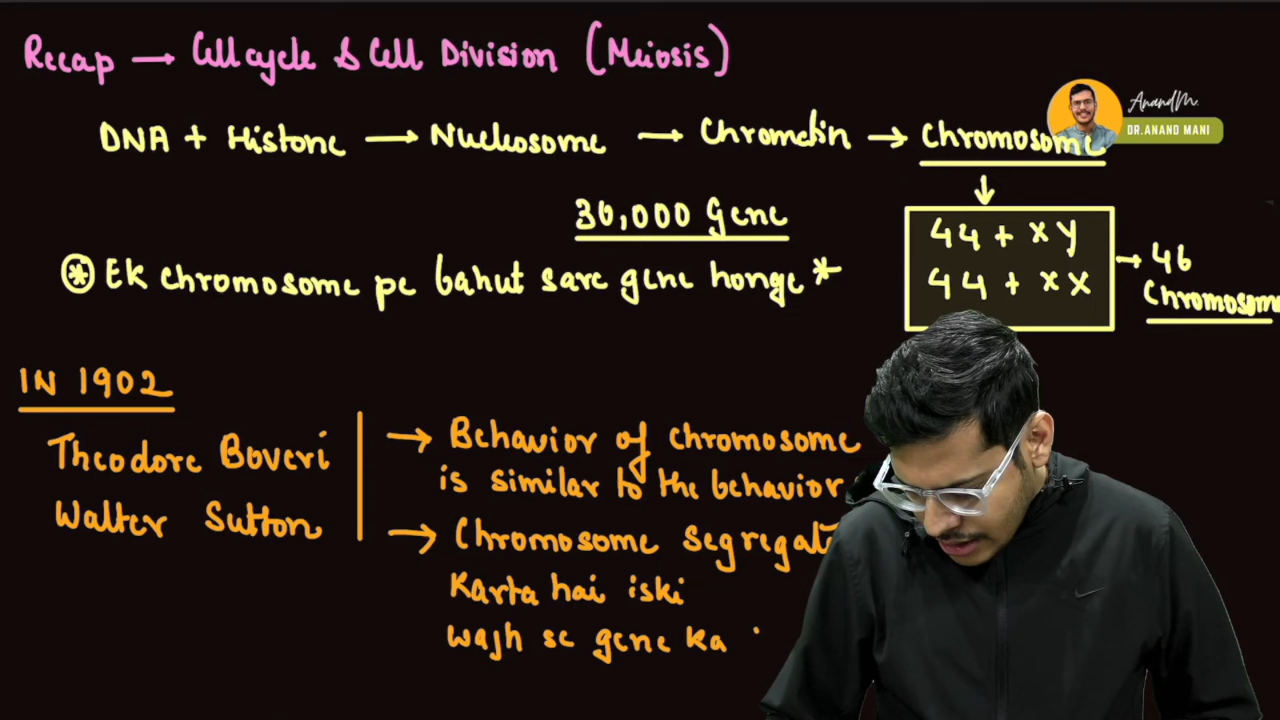 Recap → Cell cycle & Cell Division (Meiosis)
AnandM.
DR.ANAND MANI
DNA + Histone → Nucleosome → Chromatin → Chromosome
30,000 Gene
44 + xy
44 + xx
→ 46
Chromosome
* Ek chromosome pe bahut sare gene honge *
IN 1902
Theodore Boveri
Walter Sutton
→ Behavior of chromosome
is similar to the behavior
→ Chromosome segregate
Karta hai iski
wajh se gene ka